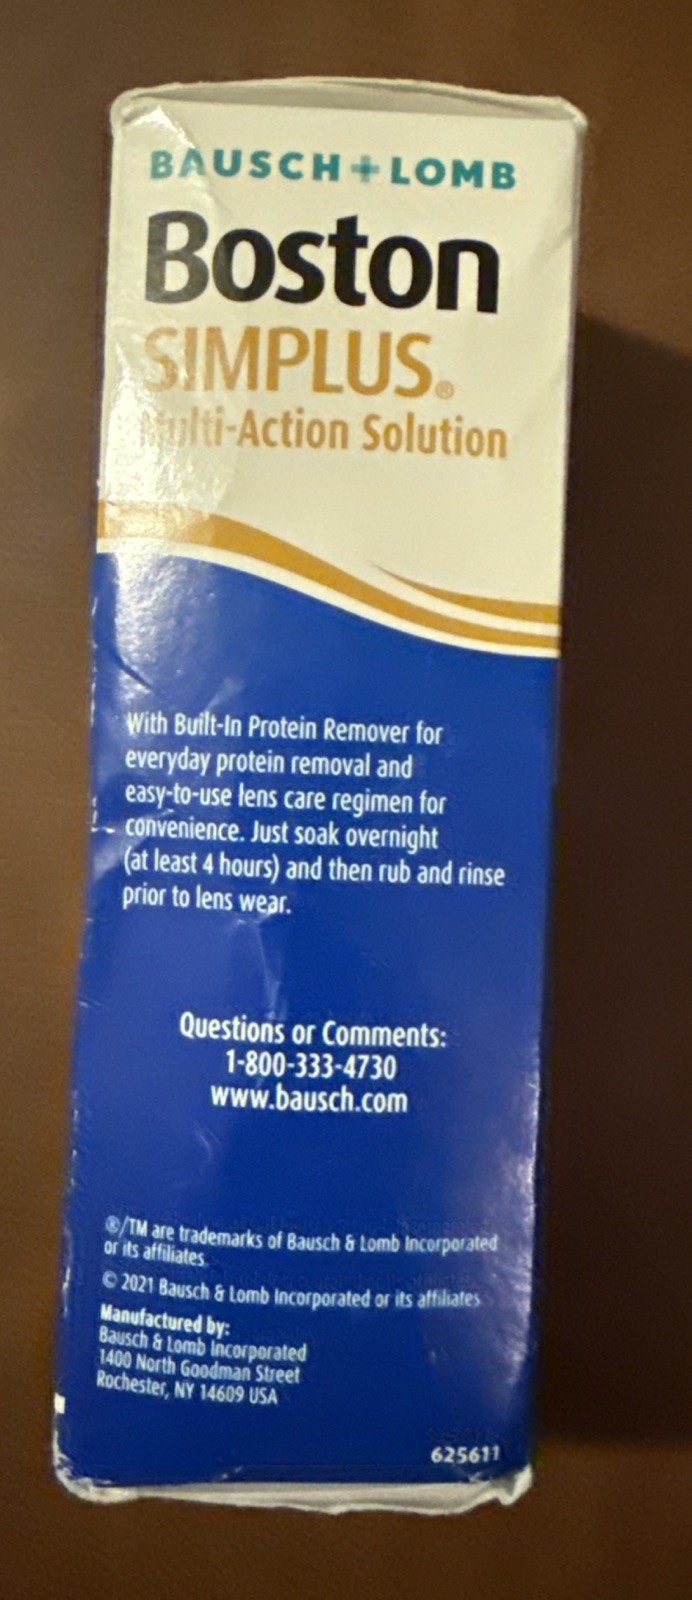 BAUSCH+LOMB
Boston
SIMPLUS®
Multi-Action Solution
With Built-In Protein Remover for
everyday protein removal and
easy-to-use lens care regimen for
convenience. Just soak overnight
(at least 4 hours) and then rub and rinse
prior to lens wear.
Questions or Comments:
1-800-333-4730
www.bausch.com
®/TM are trademarks of Bausch & Lomb Incorporated
or its affiliates.
© 2021 Bausch & Lomb Incorporated or its affiliates
Manufactured by:
Bausch & Lomb Incorporated
1400 North Goodman Street
Rochester, NY 14609 USA
625611